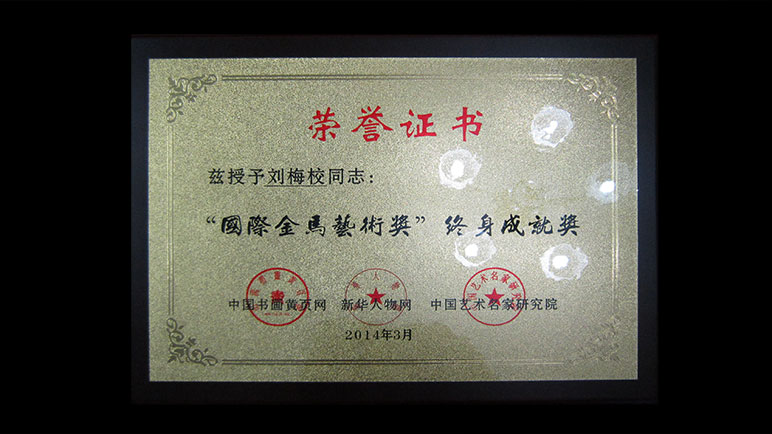 荣誉证书
兹授予刘梅校同志：
“國際金馬藝術獎”终身成就奖
中国书画黄页网 新华人物网 中国艺术名家研究院
2014年3月